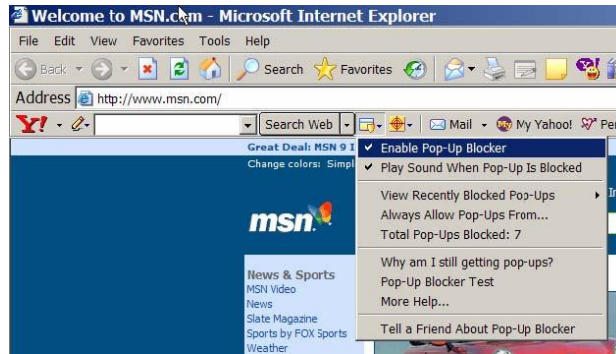 Welcome to MSN.com - Microsoft Internet Explorer
File Edit View Favorites Tools Help
Back Search Favorites
Address http://www.msn.com/
Y! Search Web Mail My Yahoo!
Great Deal: MSN 9
Change colors:
msn
News & Sports
MSN Video
News
Slate Magazine
Sports by FOX Sports
Weather
Enable Pop-Up Blocker
Play Sound When Pop-Up Is Blocked
View Recently Blocked Pop-Ups
Always Allow Pop-Ups From...
Total Pop-Ups Blocked: 7
Why am I still getting pop-ups?
Pop-Up Blocker Test
More Help...
Tell a Friend About Pop-Up Blocker